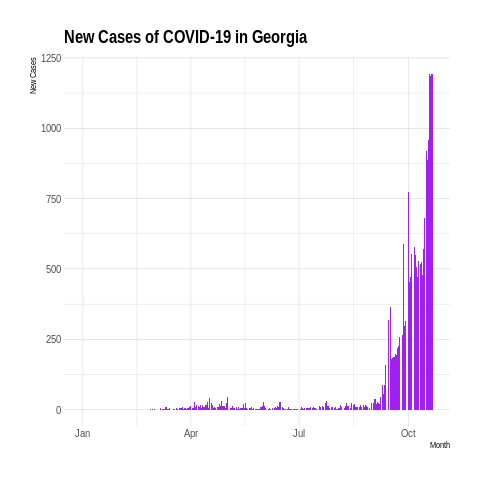 New Cases of COVID-19 in Georgia
New Cases
1250
1000
750
500
250
0
Jan
Apr
Jul
Oct
Month